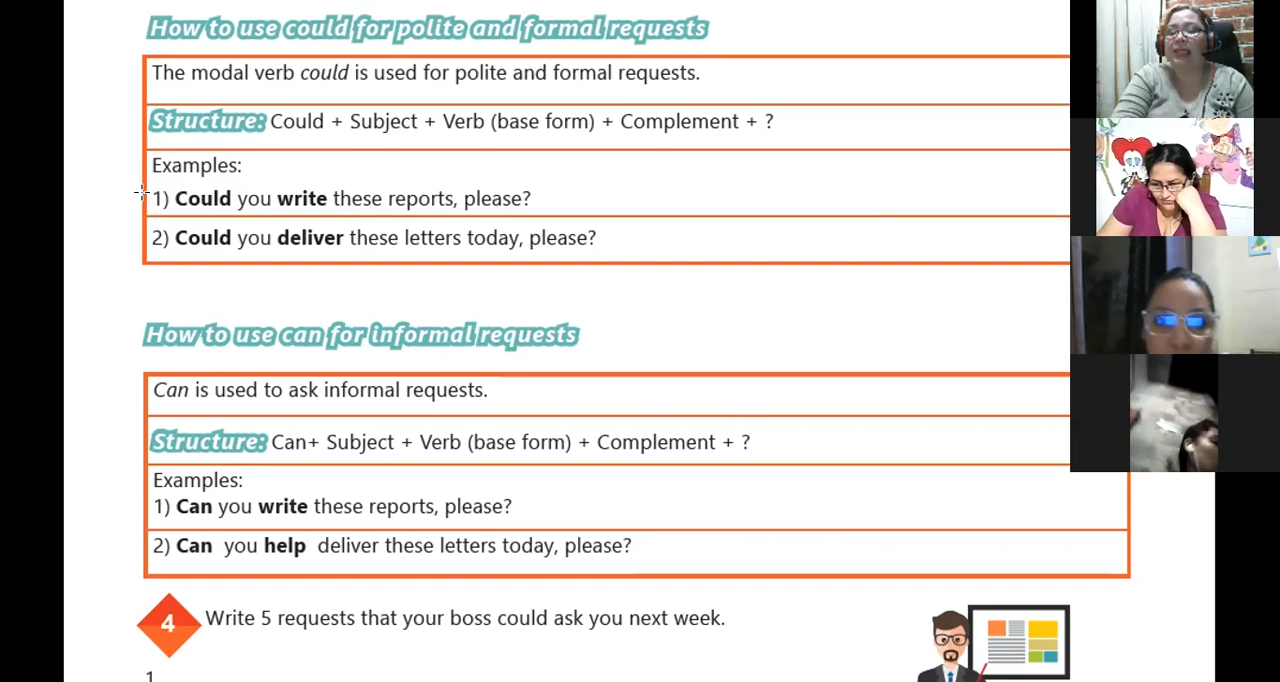 How to use could for polite and formal requests
The modal verb could is used for polite and formal requests.
Structure: Could + Subject + Verb (base form) + Complement + ?
Examples:
1) Could you write these reports, please?
2) Could you deliver these letters today, please?
How to use can for informal requests
Can is used to ask informal requests.
Structure: Can+ Subject + Verb (base form) + Complement + ?
Examples:
1) Can you write these reports, please?
2) Can you help deliver these letters today, please?
4 Write 5 requests that your boss could ask you next week.
1